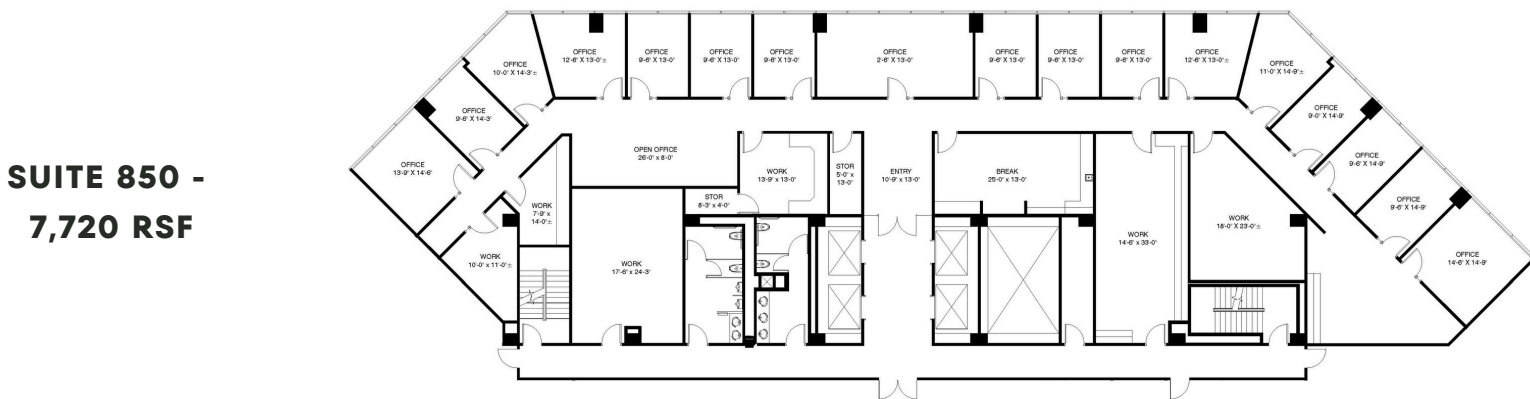 SUITE 850 -
7,720 RSF
OFFICE
12'-6" X 13'-0"±
OFFICE
9'-6" X 13'-0"
OFFICE
9'-6" X 13'-0"
OFFICE
9'-6" X 13'-0"
OFFICE
2'-6" X 13'-0"
OFFICE
9'-6" X 13'-0"
OFFICE
9'-6" X 13'-0"
OFFICE
9'-6" X 13'-0"
OFFICE
12'-6" X 13'-0"±
OFFICE
10'-0" X 14'-3"±
OFFICE
11'-0" X 14'-9"±
OFFICE
9'-6" X 14'-3"
OFFICE
9'-0" X 14'-9"
OFFICE
13'-9" X 14'-6"
OPEN OFFICE
26'-0" x 8'-0"
WORK
13'-9" x 13'-0"
STOR
5'-0" x
13'-0"
ENTRY
10'-9" x 13'-0"
BREAK
25'-0" x 13'-0"
OFFICE
9'-6" X 14'-9"
STOR
8'-3" x 4'-0"
WORK
7'-9" x
14'-0"±
OFFICE
9'-6" X 14'-9"
WORK
18'-0" X 23'-0"±
WORK
14'-6" x 33'-0"
WORK
10'-0" x 11'-0"±
WORK
17'-6" x 24'-3"
OFFICE
14'-6" X 14'-9"